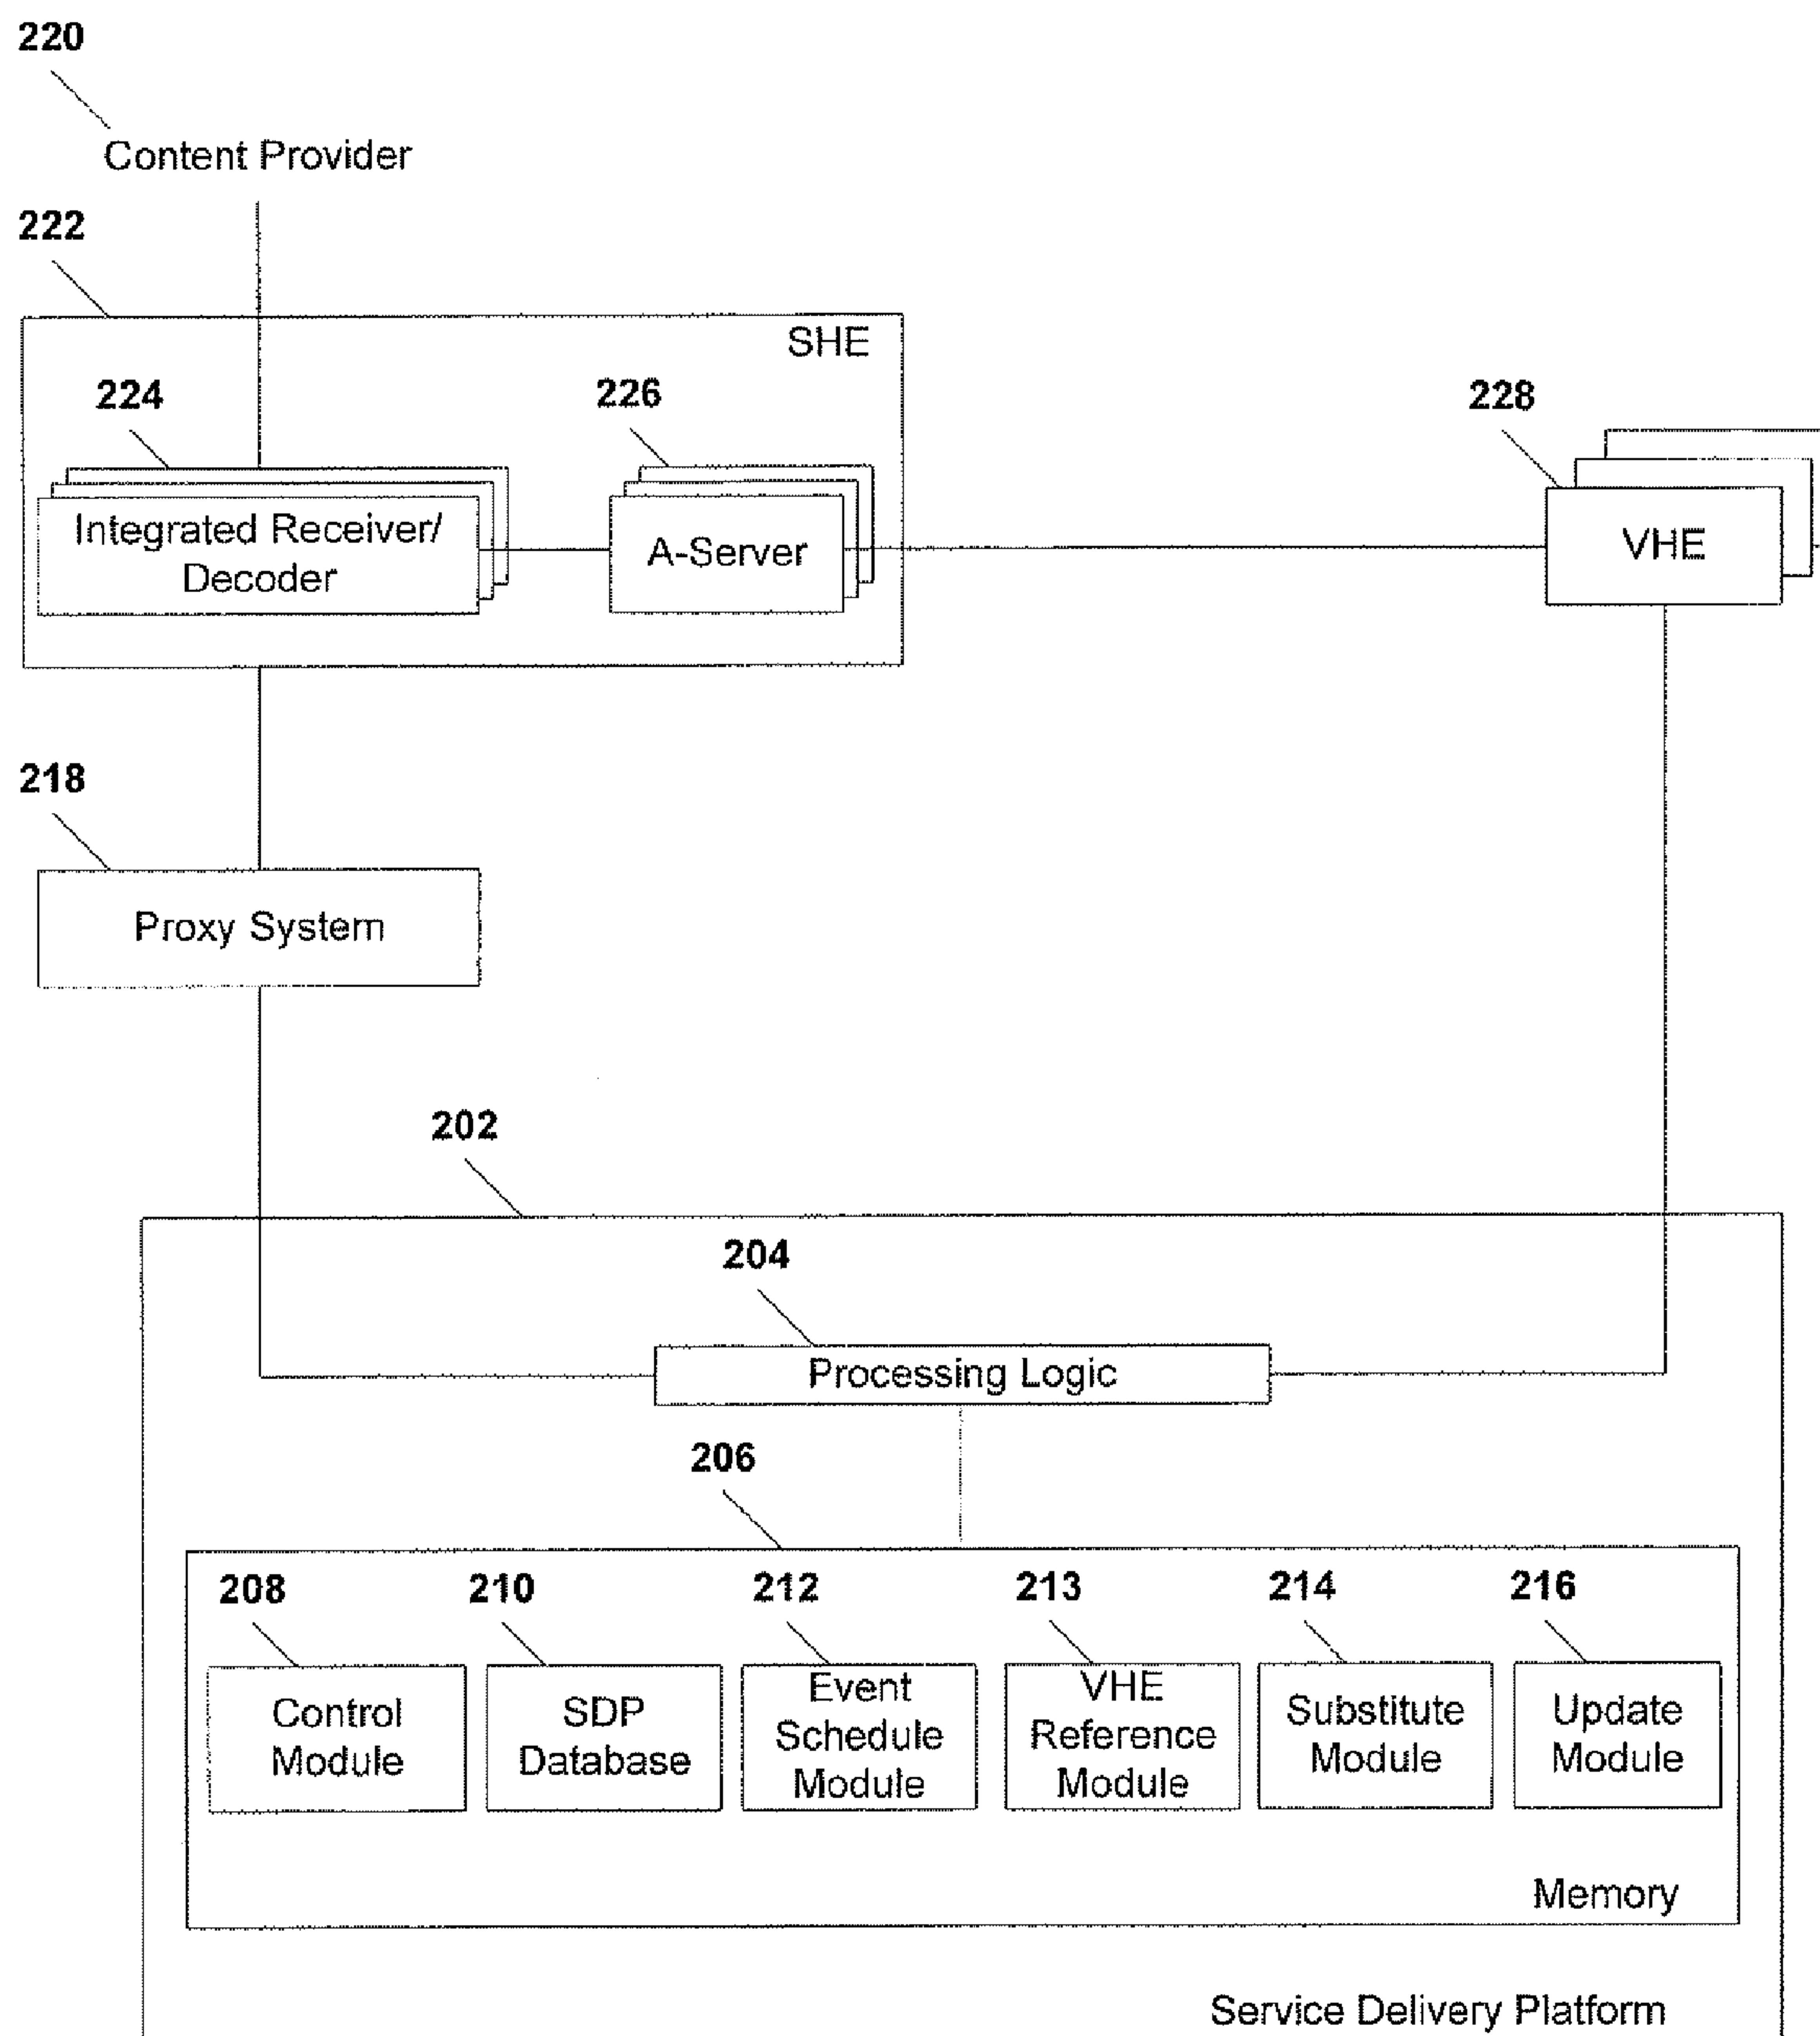 220
Content Provider
222
SHE
224
226
228
Integrated Receiver/
Decoder
A-Server
VHE
218
Proxy System
202
204
Processing Logic
206
208
210
212
213
214
216
Control
Module
SDP
Database
Event
Schedule
Module
VHE
Reference
Module
Substitute
Module
Update
Module
Memory
Service Delivery Platform